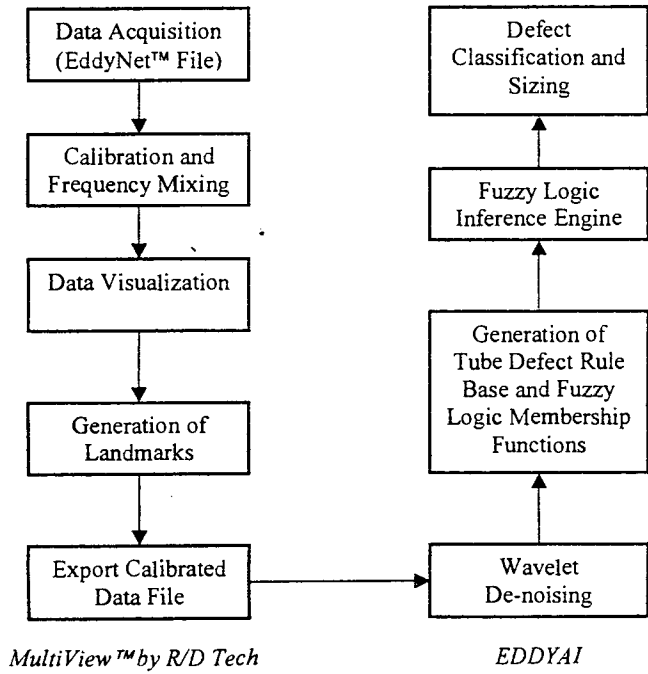 Data Acquisition
(EddyNet™ File)
Calibration and
Frequency Mixing
Data Visualization
Generation of
Landmarks
Export Calibrated
Data File
MultiView™ by R/D Tech
Defect
Classification and
Sizing
Fuzzy Logic
Inference Engine
Generation of
Tube Defect Rule
Base and Fuzzy
Logic Membership
Functions
Wavelet
De-noising
EDDYAI